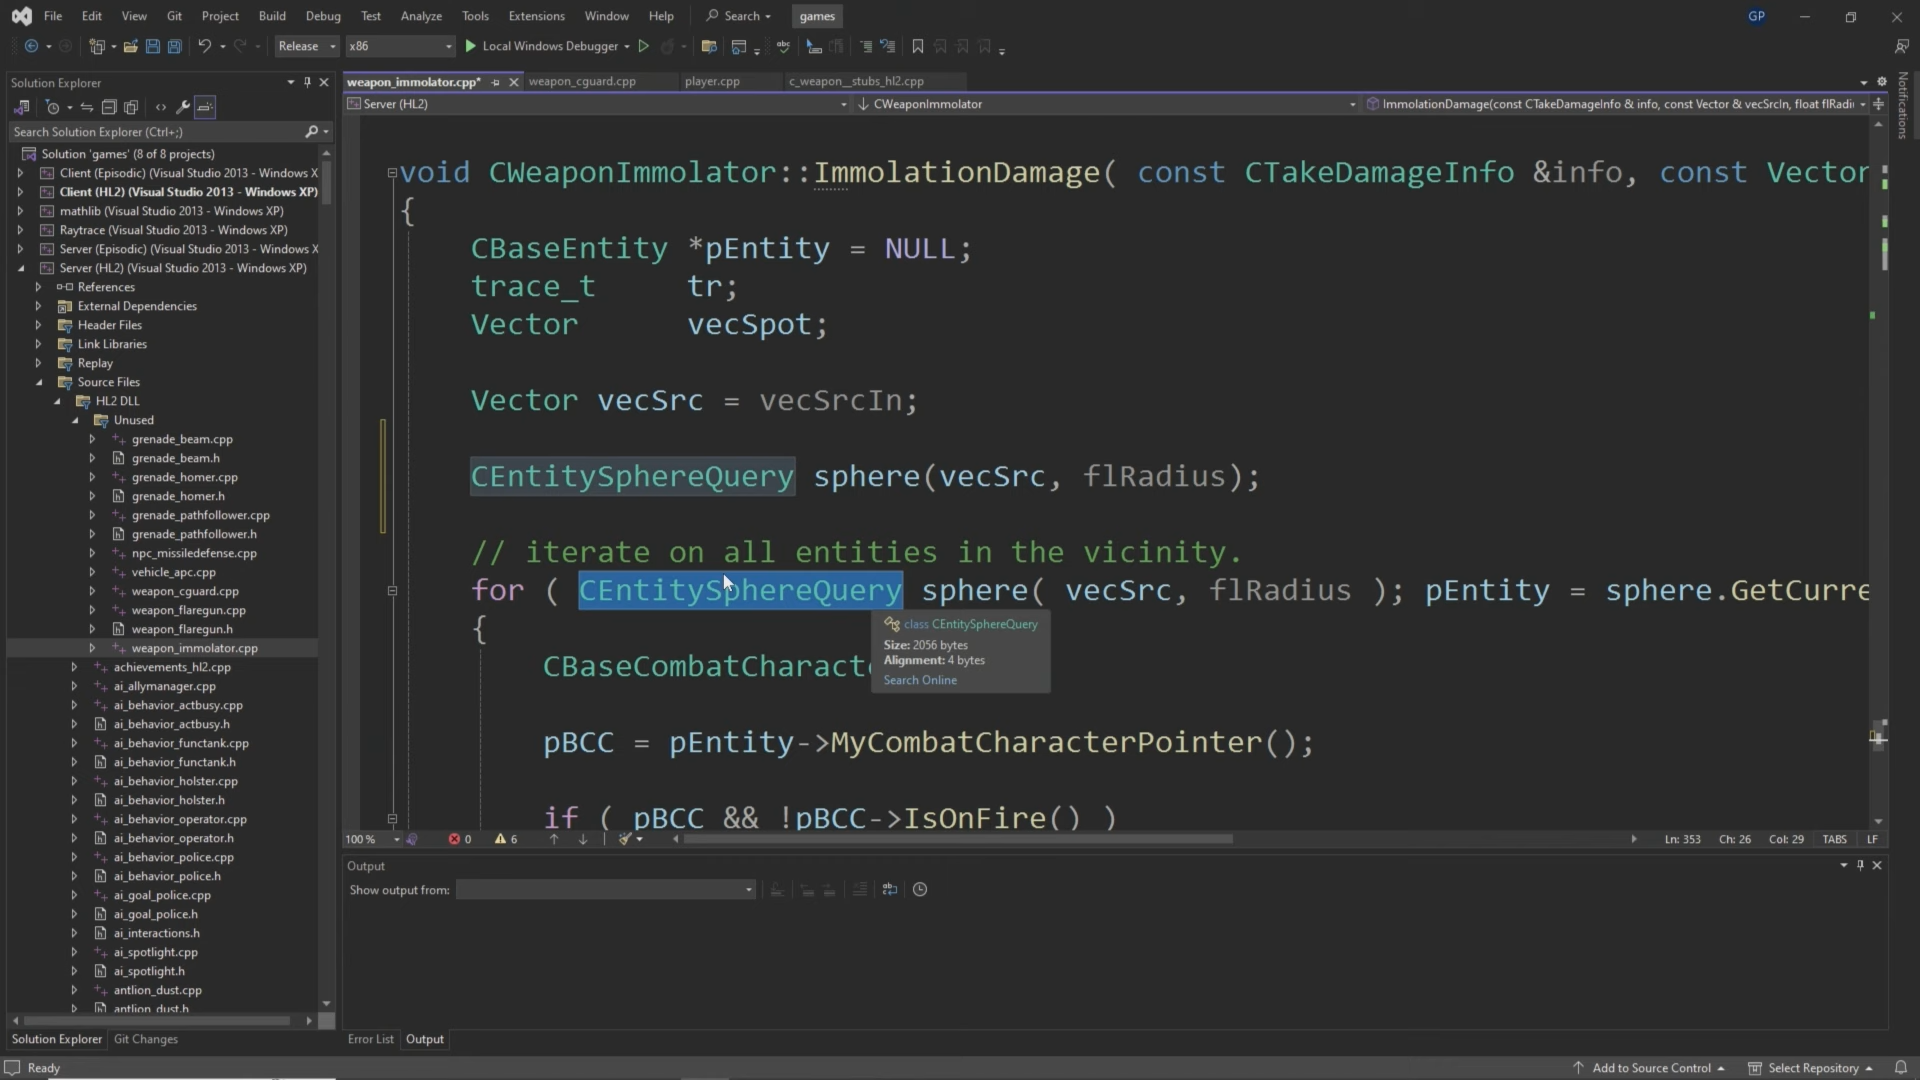 File Edit View Git Project Build Debug Test Analyze Tools Extensions Window Help Search games GP
Release x86 Local Windows Debugger
Solution Explorer
Search Solution Explorer (Ctrl+;)
Solution 'games' (8 of 8 projects)
Client (Episodic) (Visual Studio 2013 - Windows X
Client (HL2) (Visual Studio 2013 - Windows XP)
mathlib (Visual Studio 2013 - Windows XP)
Raytrace (Visual Studio 2013 - Windows XP)
Server (Episodic) (Visual Studio 2013 - Windows X
Server (HL2) (Visual Studio 2013 - Windows XP)
References
External Dependencies
Header Files
Link Libraries
Replay
Source Files
HL2 DLL
Unused
grenade_beam.cpp
grenade_beam.h
grenade_homer.cpp
grenade_homer.h
grenade_pathfollower.cpp
grenade_pathfollower.h
npc_missiledefense.cpp
vehicle_apc.cpp
weapon_cguard.cpp
weapon_flaregun.cpp
weapon_flaregun.h
weapon_immolator.cpp
achievements_hl2.cpp
ai_allymanager.cpp
ai_behavior_actbusy.cpp
ai_behavior_actbusy.h
ai_behavior_functank.cpp
ai_behavior_functank.h
ai_behavior_holster.cpp
ai_behavior_holster.h
ai_behavior_operator.cpp
ai_behavior_operator.h
ai_behavior_police.cpp
ai_behavior_police.h
ai_goal_police.cpp
ai_goal_police.h
ai_interactions.h
ai_spotlight.cpp
ai_spotlight.h
antlion_dust.cpp
antlion_dust.h
Solution Explorer Git Changes
weapon_immolator.cpp* weapon_cguard.cpp player.cpp c_weapon__stubs_hl2.cpp
Server (HL2) CWeaponImmolator ImmolationDamage(const CTakeDamageInfo & info, const Vector & vecSrcIn, float flRadi
void CWeaponImmolator::ImmolationDamage( const CTakeDamageInfo &info, const Vector
{
CBaseEntity *pEntity = NULL;
trace_t tr;
Vector vecSpot;
Vector vecSrc = vecSrcIn;
CEntitySphereQuery sphere(vecSrc, flRadius);
// iterate on all entities in the vicinity.
for ( CEntitySphereQuery sphere( vecSrc, flRadius ); pEntity = sphere.GetCurre
{
class CEntitySphereQuery
Size: 2056 bytes
Alignment: 4 bytes
Search Online
CBaseCombatCharact
pBCC = pEntity->MyCombatCharacterPointer();
if ( pBCC && !pBCC->IsOnFire() )
100 % 0 6 Ln: 353 Ch: 26 Col: 29 TABS LF
Output
Show output from:
Error List Output
Notifications
Ready Add to Source Control Select Repository